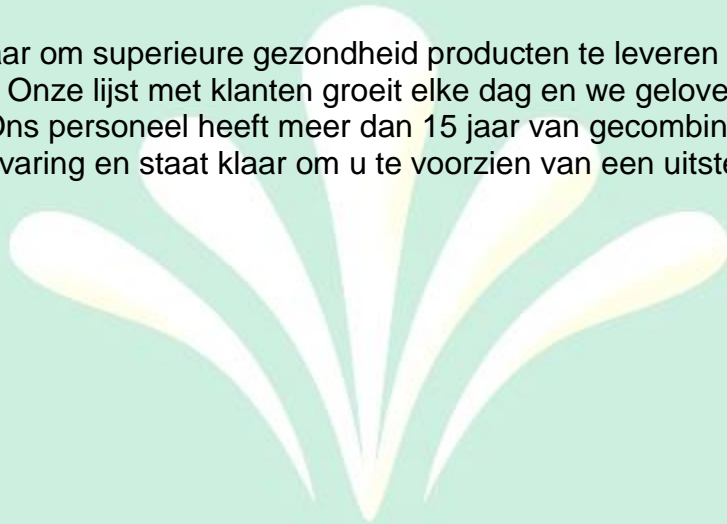 aar om superieure gezondheid producten te leveren
Onze lijst met klanten groeit elke dag en we gelove
Ons personeel heeft meer dan 15 jaar van gecombin
varing en staat klaar om u te voorzien van een uitste